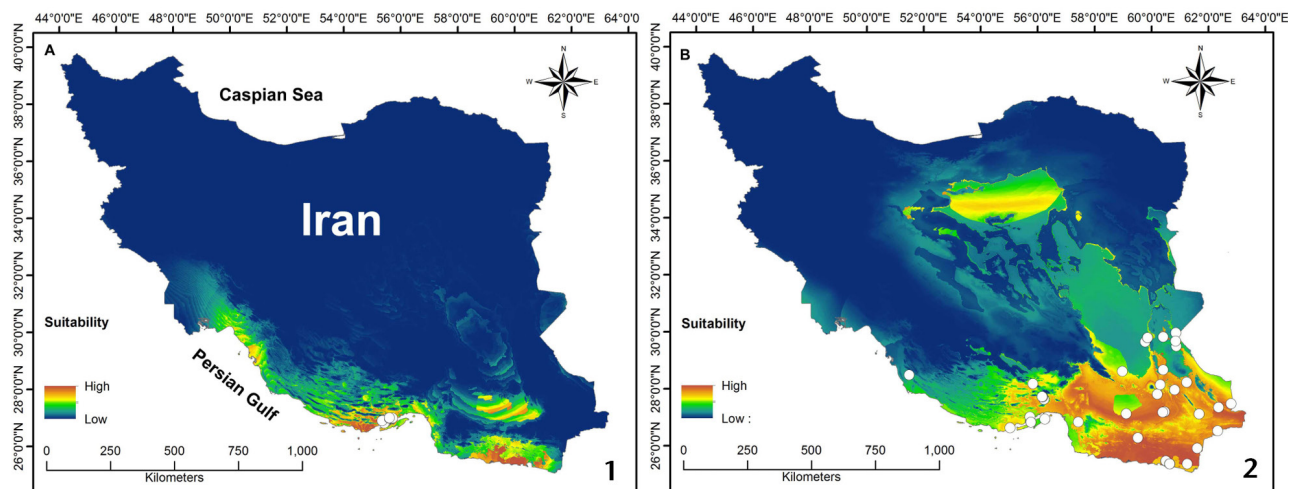 44°0'0"E 46°0'0"E 48°0'0"E 50°0'0"E 52°0'0"E 54°0'0"E 56°0'0"E 58°0'0"E 60°0'0"E 62°0'0"E 64°0'0"E
A
N
W E
S
Caspian Sea
Iran
Persian Gulf
40°0'0"N
38°0'0"N
36°0'0"N
34°0'0"N
32°0'0"N
30°0'0"N
28°0'0"N
26°0'0"N
Suitability
High
Low
0 250 500 750 1,000
Kilometers
1
44°0'0"E 46°0'0"E 48°0'0"E 50°0'0"E 52°0'0"E 54°0'0"E 56°0'0"E 58°0'0"E 60°0'0"E 62°0'0"E 64°0'0"E
B
N
W E
S
40°0'0"N
38°0'0"N
36°0'0"N
34°0'0"N
32°0'0"N
30°0'0"N
28°0'0"N
26°0'0"N
Suitability
High
Low :
0 250 500 750 1,000
Kilometers
2